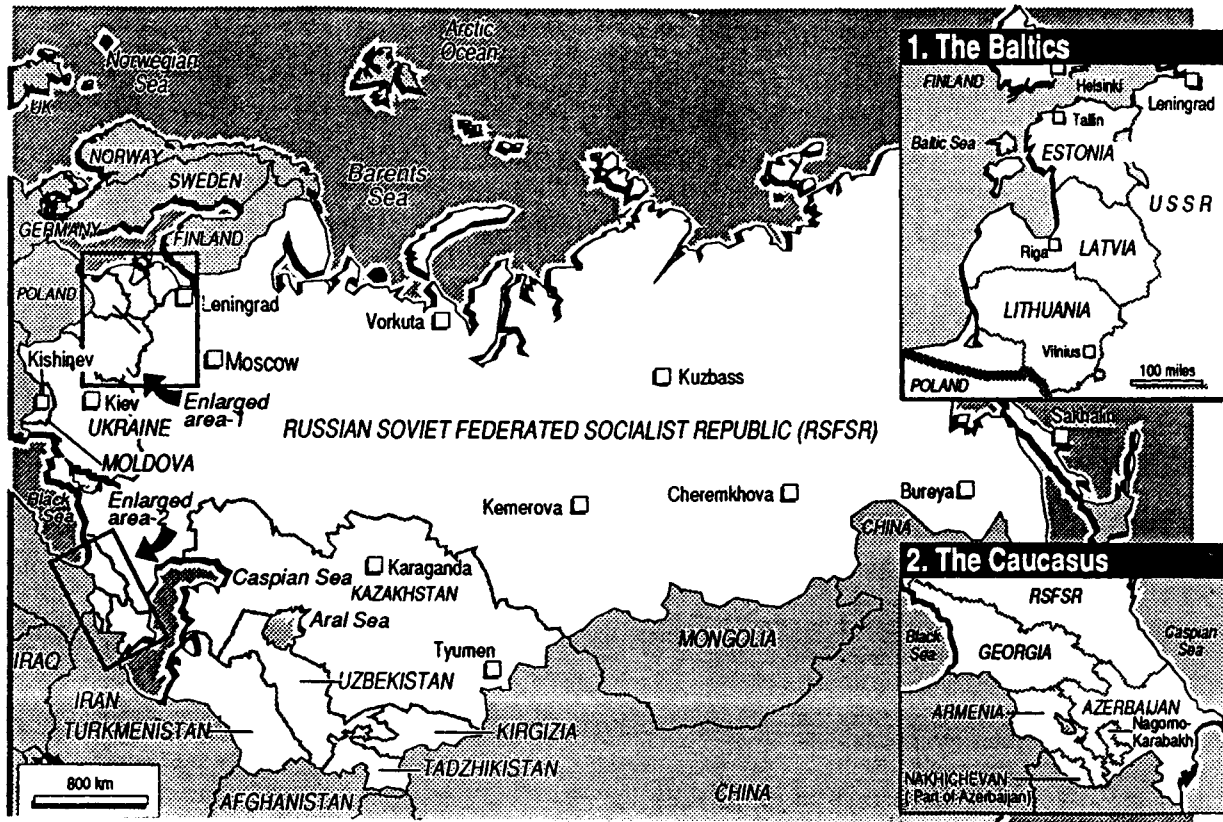 Norwegian
Sea
Arctic
Ocean
UK
NORWAY
SWEDEN
Barents
Sea
GERMANY
FINLAND
POLAND
Leningrad
Vorkuta
Kishinev
Moscow
Kuzbass
Kiev
Enlarged
area-1
UKRAINE
RUSSIAN SOVIET FEDERATED SOCIALIST REPUBLIC (RSFSR)
MOLDOVA
Black
Sea
Enlarged
area-2
Kemerova
Cheremkhova
Bureya
Sakhakn
CHINA
Caspian Sea
Karaganda
KAZAKHSTAN
Aral Sea
MONGOLIA
Tyumen
IRAQ
UZBEKISTAN
IRAN
TURKMENISTAN
KIRGIZIA
TADZHIKISTAN
800 km
AFGHANISTAN
CHINA
1. The Baltics
FINLAND
Helsinki
Leningrad
Tallin
Baltic Sea
ESTONIA
USSR
Riga
LATVIA
LITHUANIA
Vilnius
POLAND
100 miles
2. The Caucasus
RSFSR
Black
Sea
Caspian
Sea
GEORGIA
ARMENIA
AZERBAIJAN
Nagorno-
Karabakh
NAKHICHEVAN
(Part of Azerbaijan)